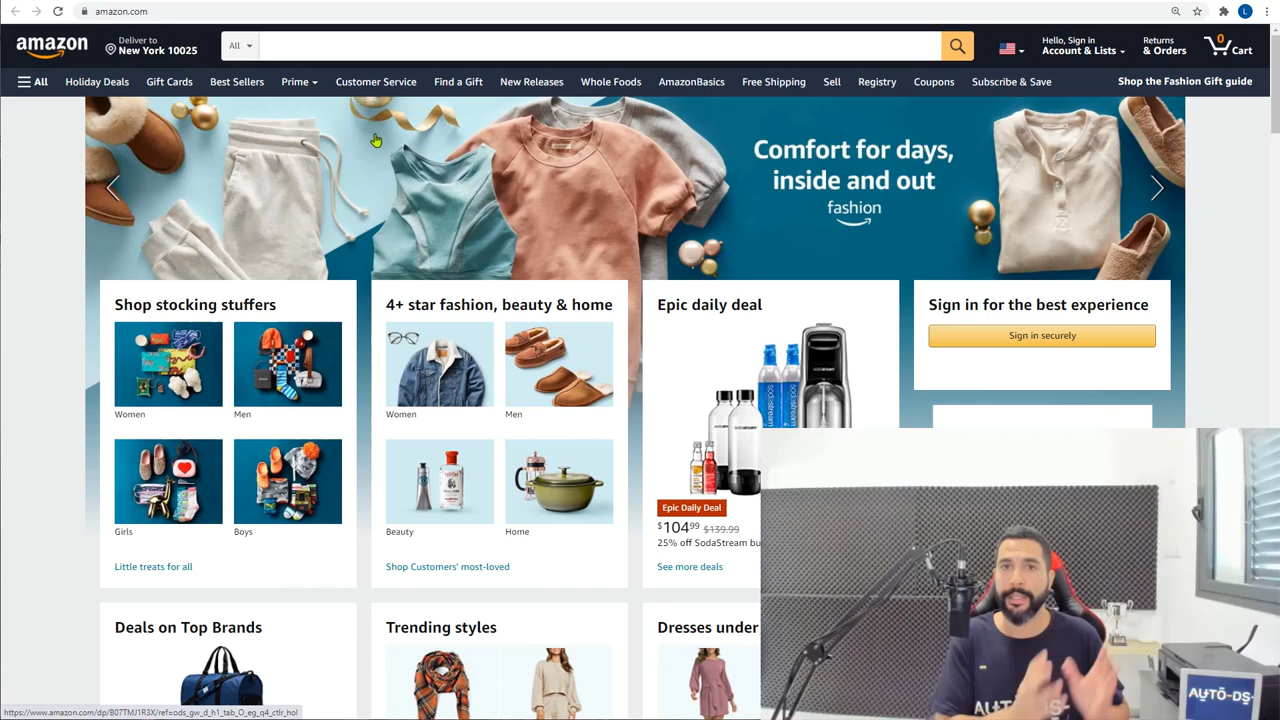 amazon.com
L
amazon
Deliver to
New York 10025
All
Hello, Sign in
Account & Lists
Returns
& Orders
0
Cart
All
Holiday Deals
Gift Cards
Best Sellers
Prime
Customer Service
Find a Gift
New Releases
Whole Foods
AmazonBasics
Free Shipping
Sell
Registry
Coupons
Subscribe & Save
Shop the Fashion Gift guide
Comfort for days,
inside and out
fashion
Shop stocking stuffers
Women
Men
Girls
Boys
Little treats for all
4+ star fashion, beauty & home
Women
Men
Beauty
Home
Shop Customers' most-loved
Epic daily deal
sodastream
Epic Daily Deal
$104.99 $139.99
25% off SodaStream bu
See more deals
Sign in for the best experience
Sign in securely
Deals on Top Brands
Trending styles
Dresses under
AUTO-DS
AUTO-DS
https://www.amazon.com/dp/B07TMJ1R3X/ref=ods_gw_d_h1_tab_O_eg_q4_ctlr_hol